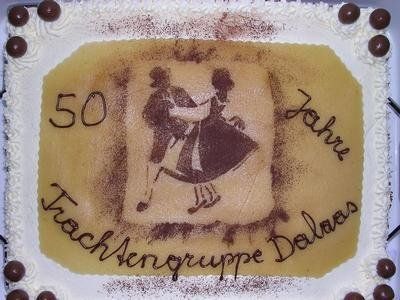 50 Jahre
Trachtengruppe Dalaas